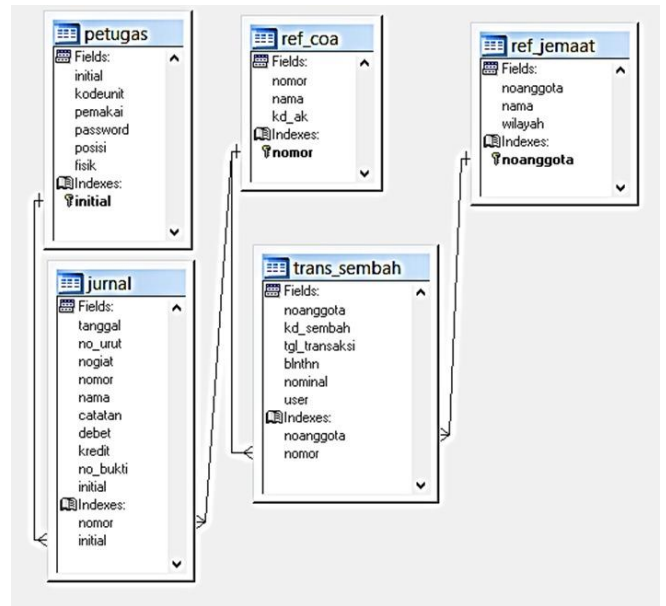 petugas
Fields:
initial
kodeunit
pemakai
password
posisi
fisik
Indexes:
initial
ref_coa
Fields:
nomor
nama
kd_ak
Indexes:
nomor
ref_jemaat
Fields:
noanggota
nama
wilayah
Indexes:
noanggota
jurnal
Fields:
tanggal
no_urut
nogiat
nomor
nama
catatan
debet
kredit
no_bukti
initial
Indexes:
nomor
initial
trans_sembah
Fields:
noanggota
kd_sembah
tgl_transaksi
blnthn
nominal
user
Indexes:
noanggota
nomor